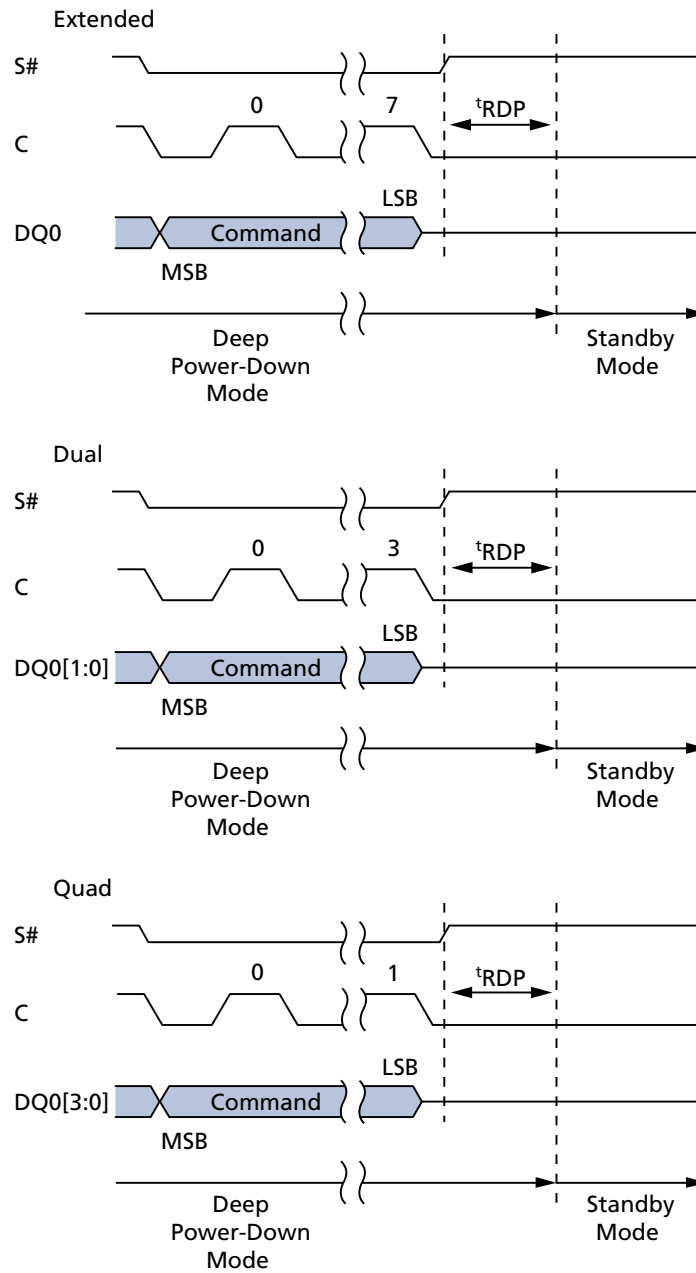 Extended
S#
0 7 tRDP
C
LSB
DQ0 Command
MSB
Deep Standby
Power-Down Mode
Mode
Dual
S#
0 3 tRDP
C
LSB
DQ0[1:0] Command
MSB
Deep Standby
Power-Down Mode
Mode
Quad
S#
0 1 tRDP
C
LSB
DQ0[3:0] Command
MSB
Deep Standby
Power-Down Mode
Mode